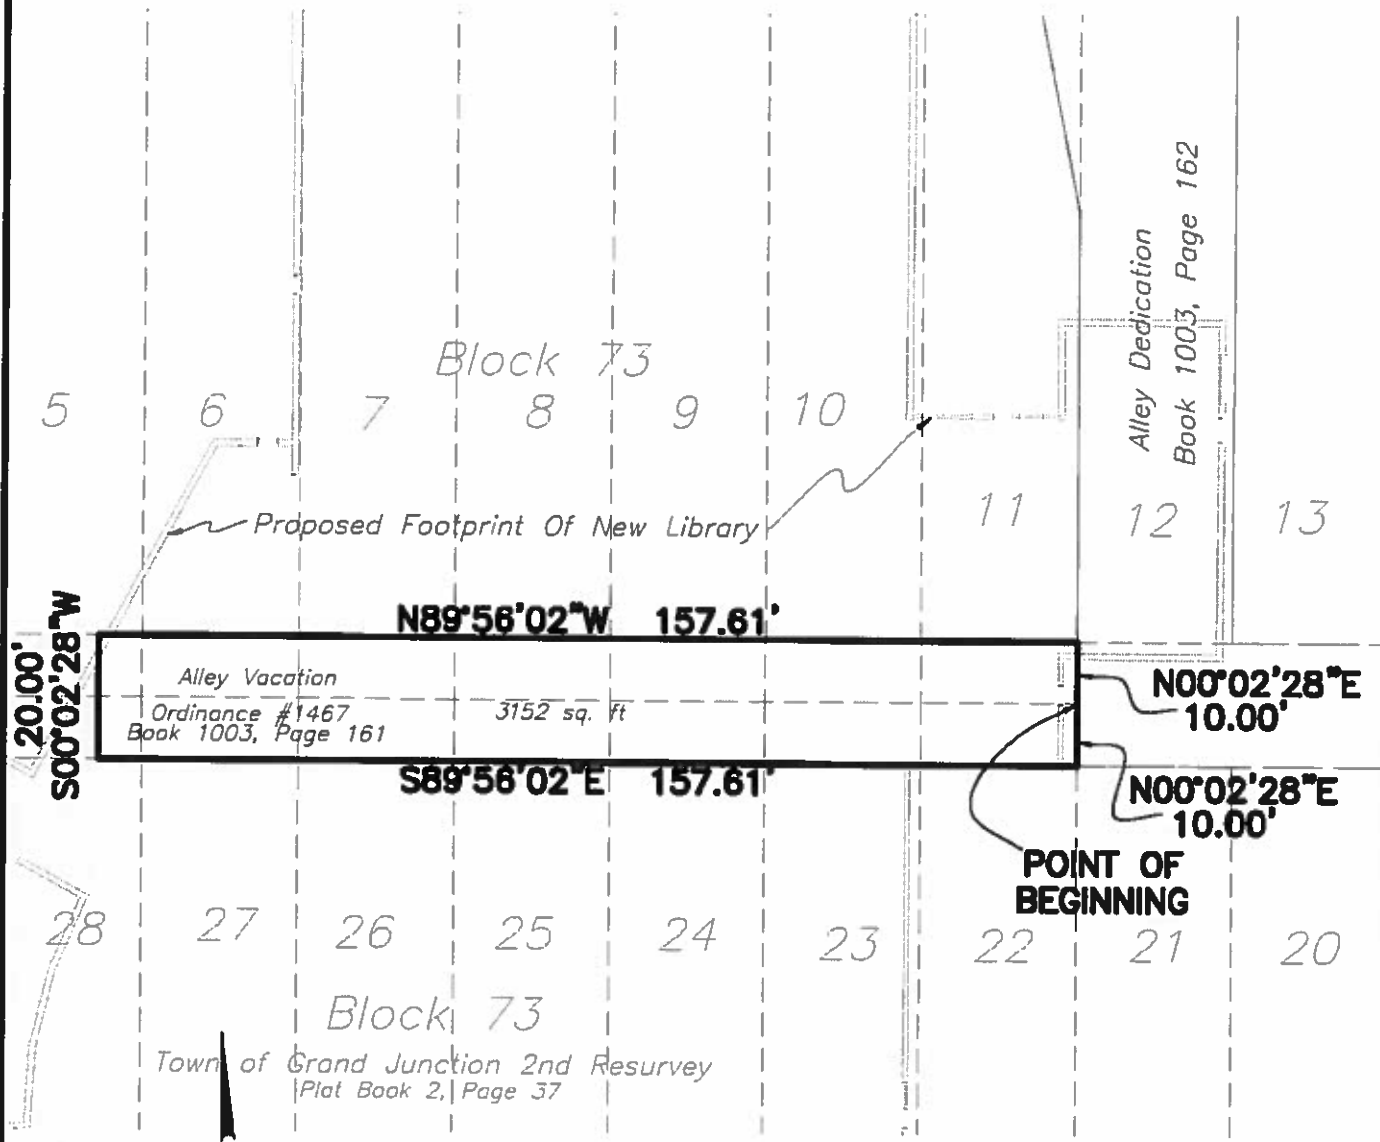 Alley Dedication
Book 1003, Page 162
Block 73
5 6 7 8 9 10
11 12 13
Proposed Footprint Of New Library
N89°56'02"W 157.61'
20.00'
S00°02'28"W
Alley Vacation
Ordinance #1467
Book 1003, Page 161
3152 sq. ft
N00°02'28"E
10.00'
S89°56'02"E 157.61'
N00°02'28"E
10.00'
POINT OF
BEGINNING
28 27 26 25 24 23 22 21 20
Block 73
Town of Grand Junction 2nd Resurvey
Plat Book 2, Page 37